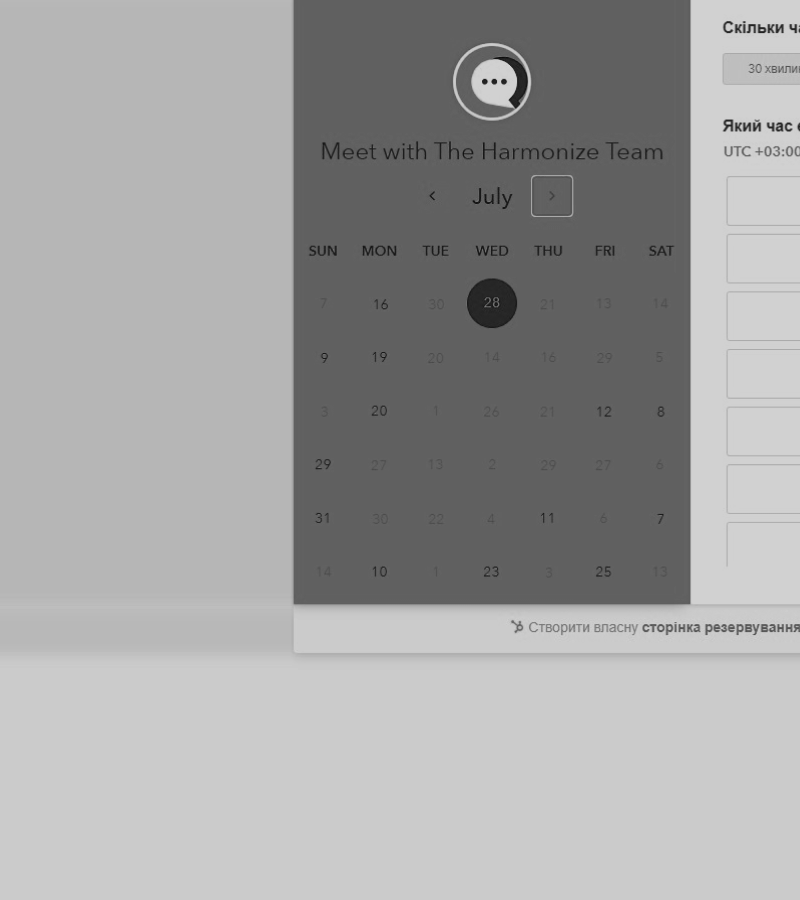 Meet with The Harmonize Team
July
SUN MON TUE WED THU FRI SAT
7 16 30 28 21 13 14
9 19 20 14 16 29 5
3 20 1 26 21 12 8
29 27 13 2 29 27 6
31 30 22 4 11 6 7
14 10 1 23 3 25 13
Скільки
30
Який час
UTC +03:00
Створити власну сторінка резервування